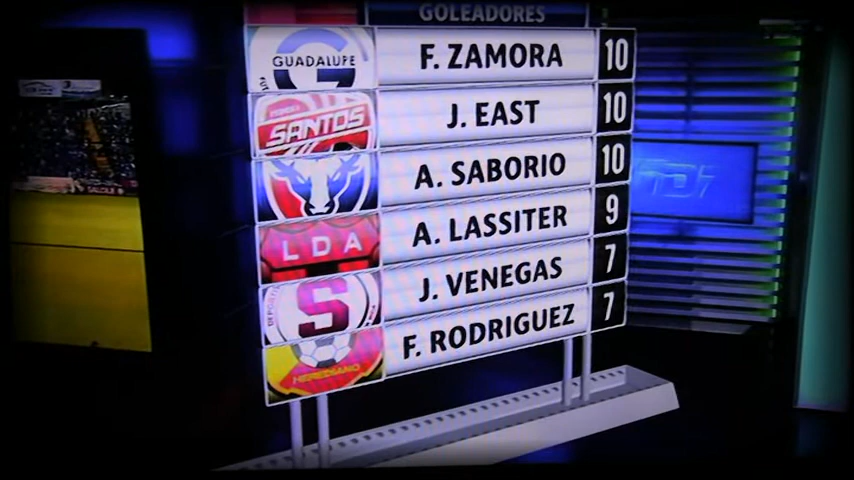 GOLEADORES
GUADALUPE F. ZAMORA 10
SANTOS J. EAST 10
A. SABORIO 10
LDA A. LASSITER 9
S J. VENEGAS 7
HEREDIANO F. RODRIGUEZ 7